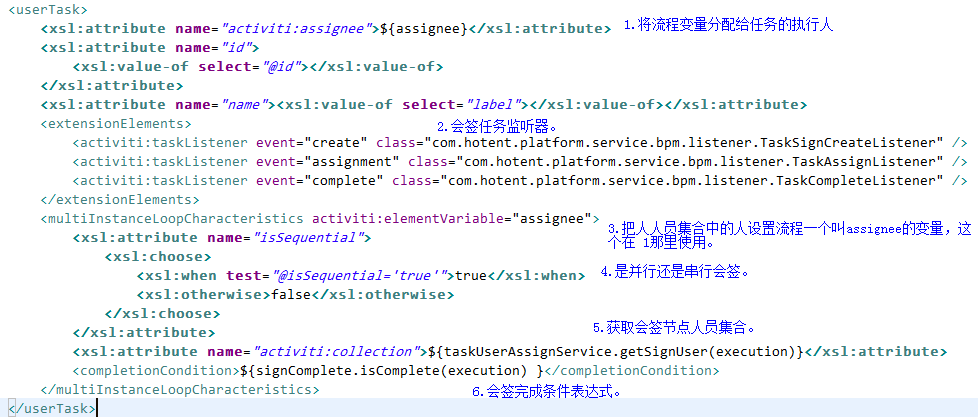 <userTask>
<xsl:attribute name="activiti:assignee">${assignee}</xsl:attribute> 1.将流程变量分配给任务的执行人
<xsl:attribute name="id">
<xsl:value-of select="@id"></xsl:value-of>
</xsl:attribute>
<xsl:attribute name="name"><xsl:value-of select="label"></xsl:value-of></xsl:attribute>
<extensionElements> 2.会签任务监听器。
<activiti:taskListener event="create" class="com.hotent.platform.service.bpm.listener.TaskSignCreateListener" />
<activiti:taskListener event="assignment" class="com.hotent.platform.service.bpm.listener.TaskAssignListener" />
<activiti:taskListener event="complete" class="com.hotent.platform.service.bpm.listener.TaskCompleteListener" />
</extensionElements>
<multiInstanceLoopCharacteristics activiti:elementVariable="assignee">
3.把人人员集合中的人设置流程一个叫assignee的变量，这
个在 1那里使用。
<xsl:attribute name="isSequential">
<xsl:choose>
<xsl:when test="@isSequential='true'">true</xsl:when> 4.是并行还是串行会签。
<xsl:otherwise>false</xsl:otherwise>
</xsl:choose>
</xsl:attribute> 5.获取会签节点人员集合。
<xsl:attribute name="activiti:collection">${taskUserAssignService.getSignUser(execution)}</xsl:attribute>
<completionCondition>${signComplete.isComplete(execution) }</completionCondition>
</multiInstanceLoopCharacteristics> 6.会签完成条件表达式。
</userTask>